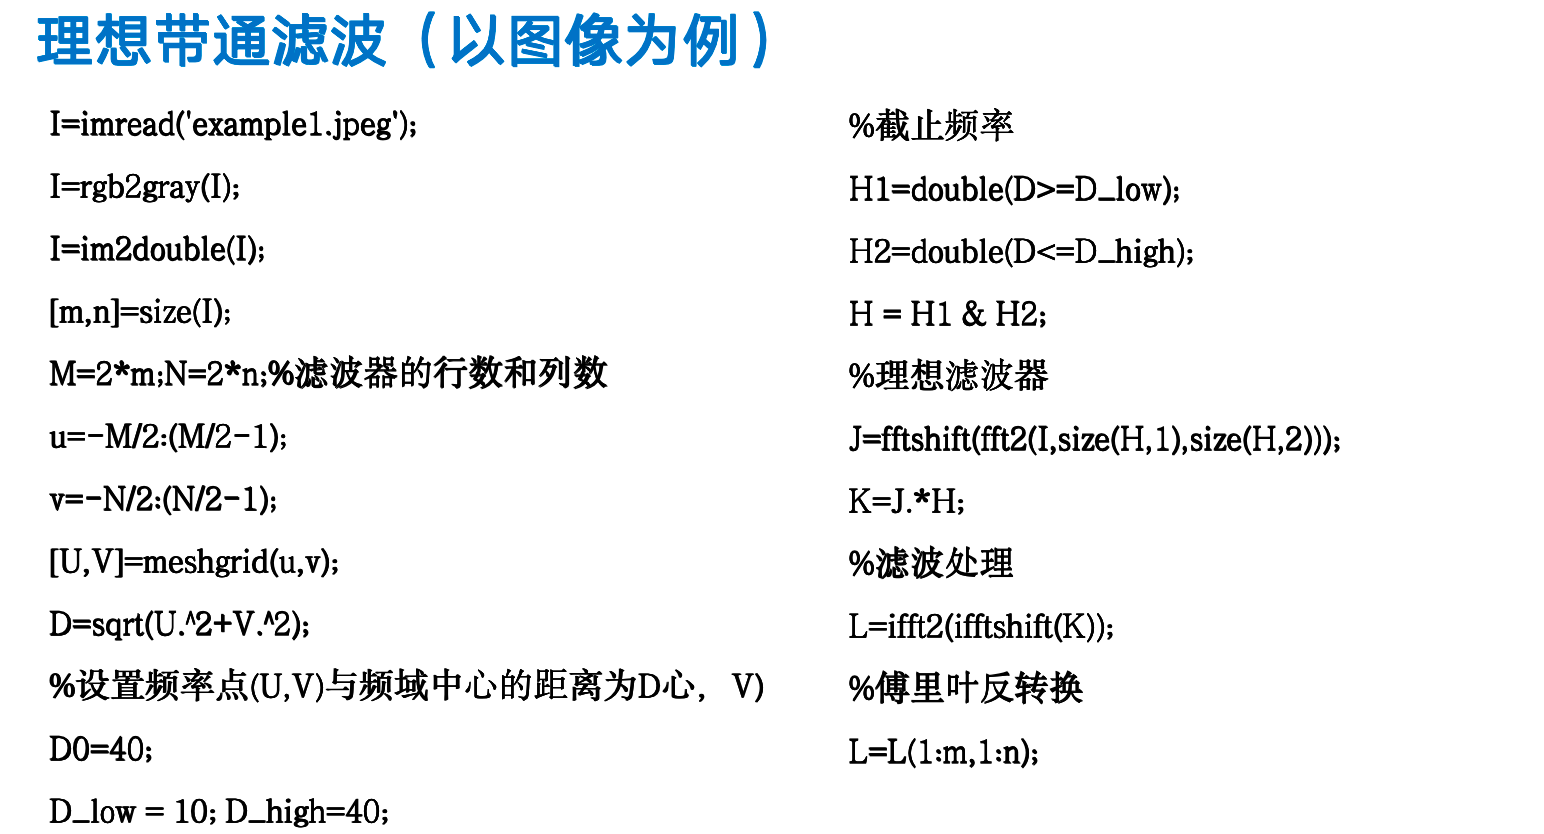 理想带通滤波（以图像为例）
I=imread('example1.jpeg');
I=rgb2gray(I);
I=im2double(I);
[m,n]=size(I);
M=2*m;N=2*n;%滤波器的行数和列数
u=-M/2:(M/2-1);
v=-N/2:(N/2-1);
[U,V]=meshgrid(u,v);
D=sqrt(U.^2+V.^2);
%设置频率点(U,V)与频域中心的距离为D心，V)
D0=40;
D_low = 10; D_high=40;
%截止频率
H1=double(D>=D_low);
H2=double(D<=D_high);
H = H1 & H2;
%理想滤波器
J=fftshift(fft2(I,size(H,1),size(H,2)));
K=J.*H;
%滤波处理
L=ifft2(ifftshift(K));
%傅里叶反转换
L=L(1:m,1:n);